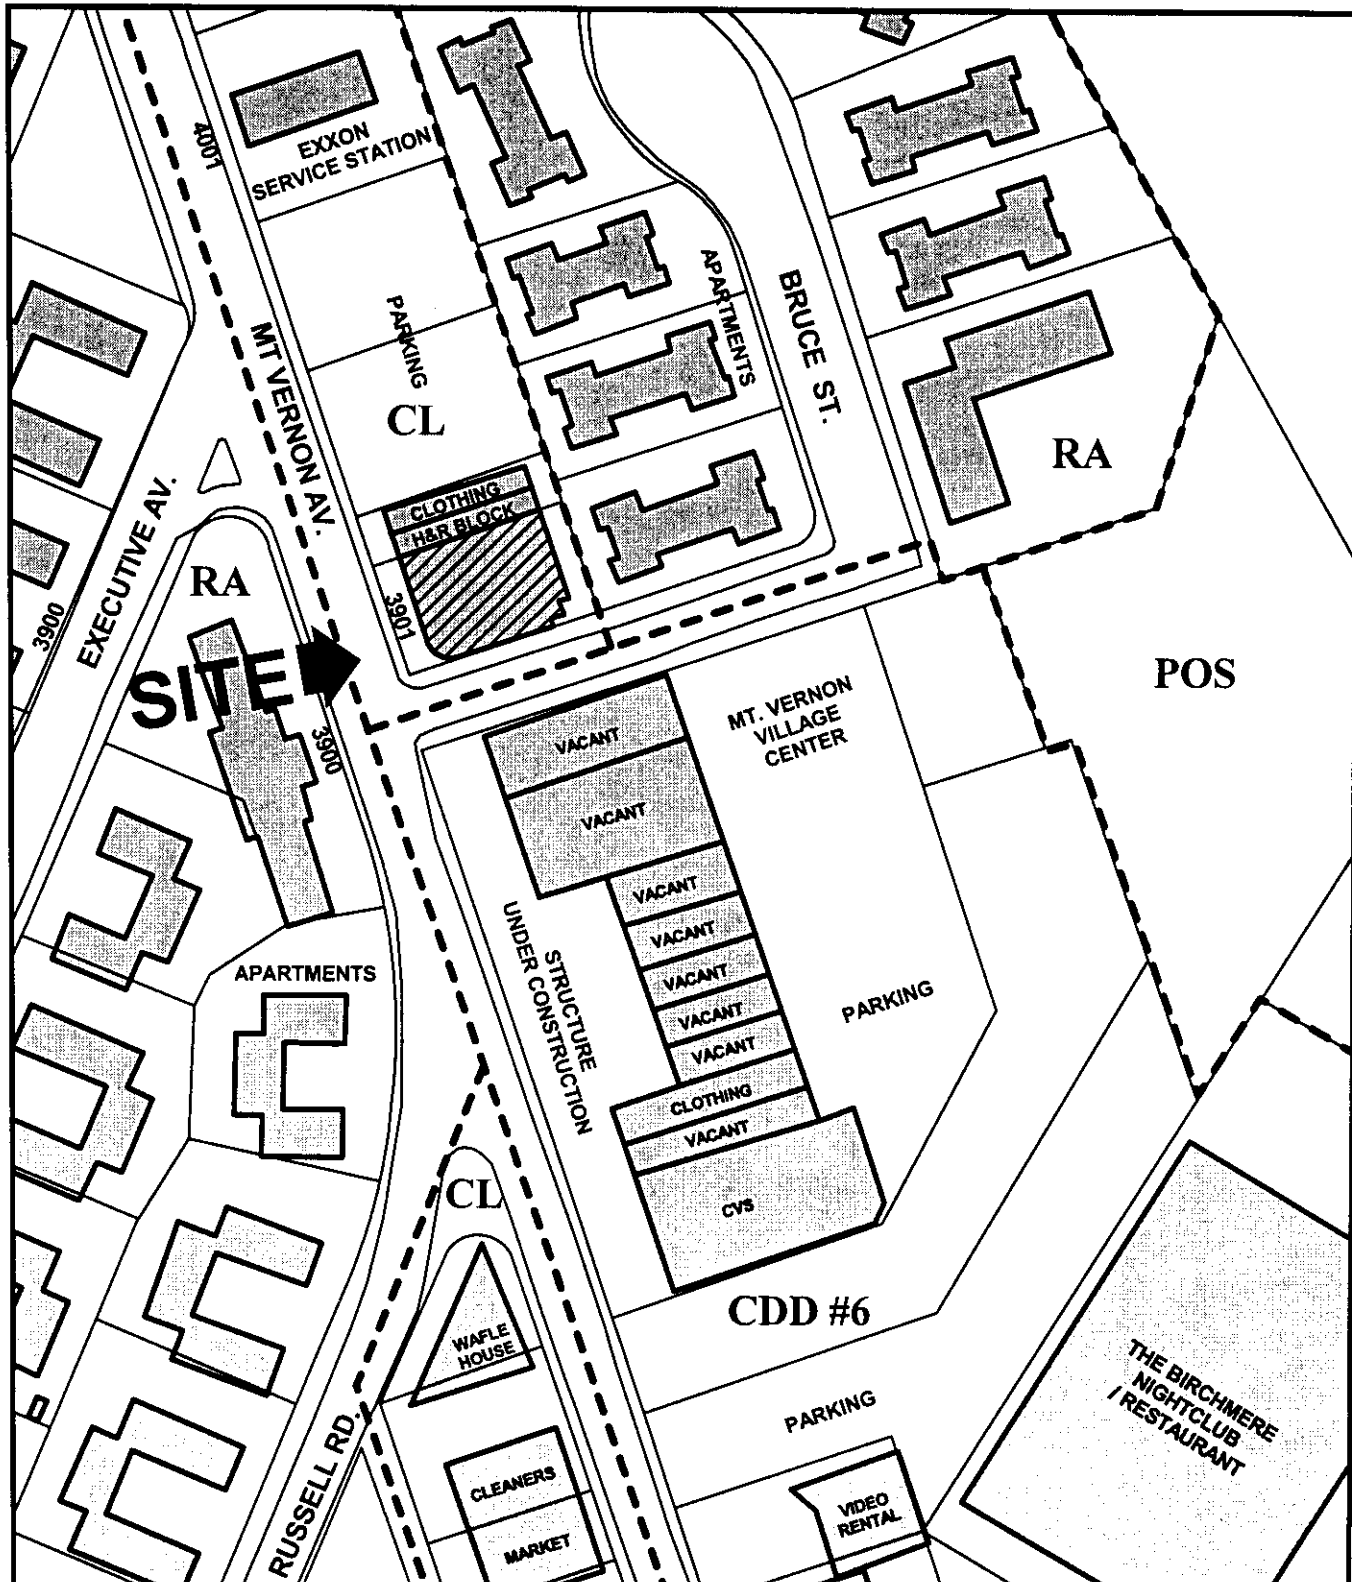 4001
EXXON
SERVICE STATION
MT VERNON AV.
PARKING
CL
APARTMENTS
BRUCE ST.
RA
CLOTHING
H&R BLOCK
3901
EXECUTIVE AV.
3900
RA
SITE
3900
POS
MT. VERNON
VILLAGE
CENTER
VACANT
VACANT
VACANT
VACANT
VACANT
VACANT
VACANT
CLOTHING
VACANT
CVS
STRUCTURE
UNDER CONSTRUCTION
PARKING
APARTMENTS
CL
CDD #6
WAFLE
HOUSE
RUSSELL RD.
CLEANERS
MARKET
PARKING
VIDEO
RENTAL
THE BIRCHMERE
NIGHTCLUB
/ RESTAURANT